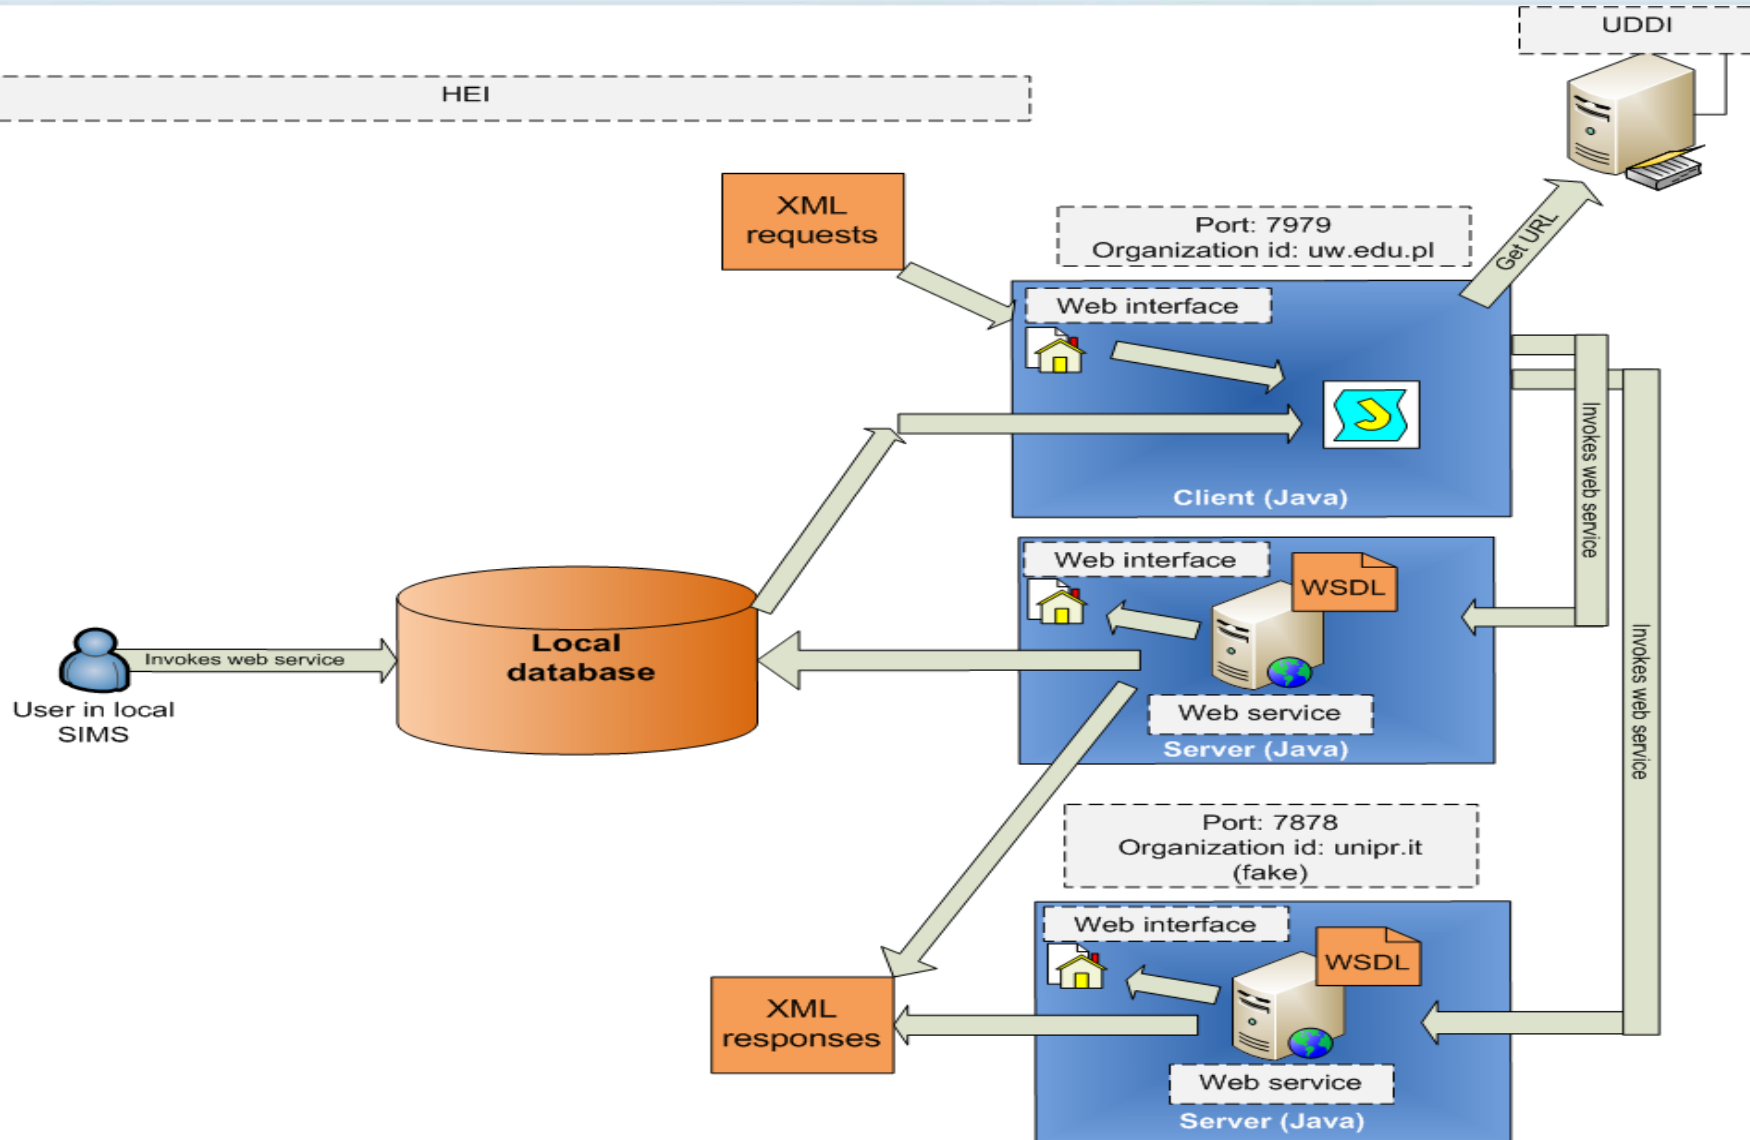 UDDI
HEI
XML
requests
Port: 7979
Organization id: uw.edu.pl
Get URL
Web interface
Client (Java)
Invokes web service
Web interface
WSDL
Web service
Server (Java)
Invokes web service
Local
database
Invokes web service
User in local
SIMS
Port: 7878
Organization id: unipr.it
(fake)
Web interface
WSDL
XML
responses
Web service
Server (Java)